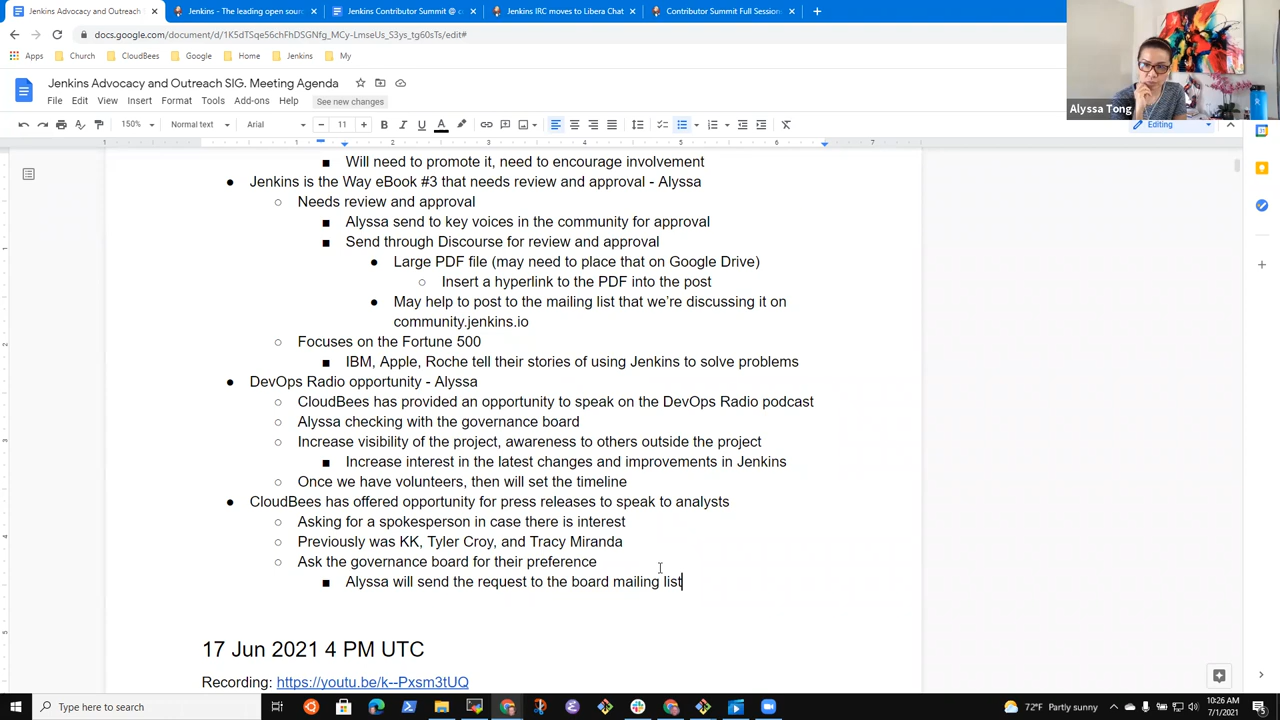 Jenkins Advocacy and Outreach
Jenkins - The leading open sour
Jenkins Contributor Summit @ c
Jenkins IRC moves to Libera Chat
Contributor Summit Full Session
docs.google.com/document/d/1K5dTSqe56chFhDSGNfg_MCy-LmseUs_S3ys_tg60sTs/edit#
Apps
Church
CloudBees
Google
Home
Jenkins
My
Alyssa Tong
Jenkins Advocacy and Outreach SIG. Meeting Agenda
File Edit View Insert Format Tools Add-ons Help See new changes
150% Normal text Arial 11 B I U A Editing
1 1 2 3 4 5 6 7
Will need to promote it, need to encourage involvement
Jenkins is the Way eBook #3 that needs review and approval - Alyssa
Needs review and approval
Alyssa send to key voices in the community for approval
Send through Discourse for review and approval
Large PDF file (may need to place that on Google Drive)
Insert a hyperlink to the PDF into the post
May help to post to the mailing list that we're discussing it on
community.jenkins.io
Focuses on the Fortune 500
IBM, Apple, Roche tell their stories of using Jenkins to solve problems
DevOps Radio opportunity - Alyssa
CloudBees has provided an opportunity to speak on the DevOps Radio podcast
Alyssa checking with the governance board
Increase visibility of the project, awareness to others outside the project
Increase interest in the latest changes and improvements in Jenkins
Once we have volunteers, then will set the timeline
CloudBees has offered opportunity for press releases to speak to analysts
Asking for a spokesperson in case there is interest
Previously was KK, Tyler Croy, and Tracy Miranda
Ask the governance board for their preference
Alyssa will send the request to the board mailing list
17 Jun 2021 4 PM UTC
Recording: https://youtu.be/k--Pxsm3tUQ
Type here to search
72°F Partly sunny
10:26 AM
7/1/2021